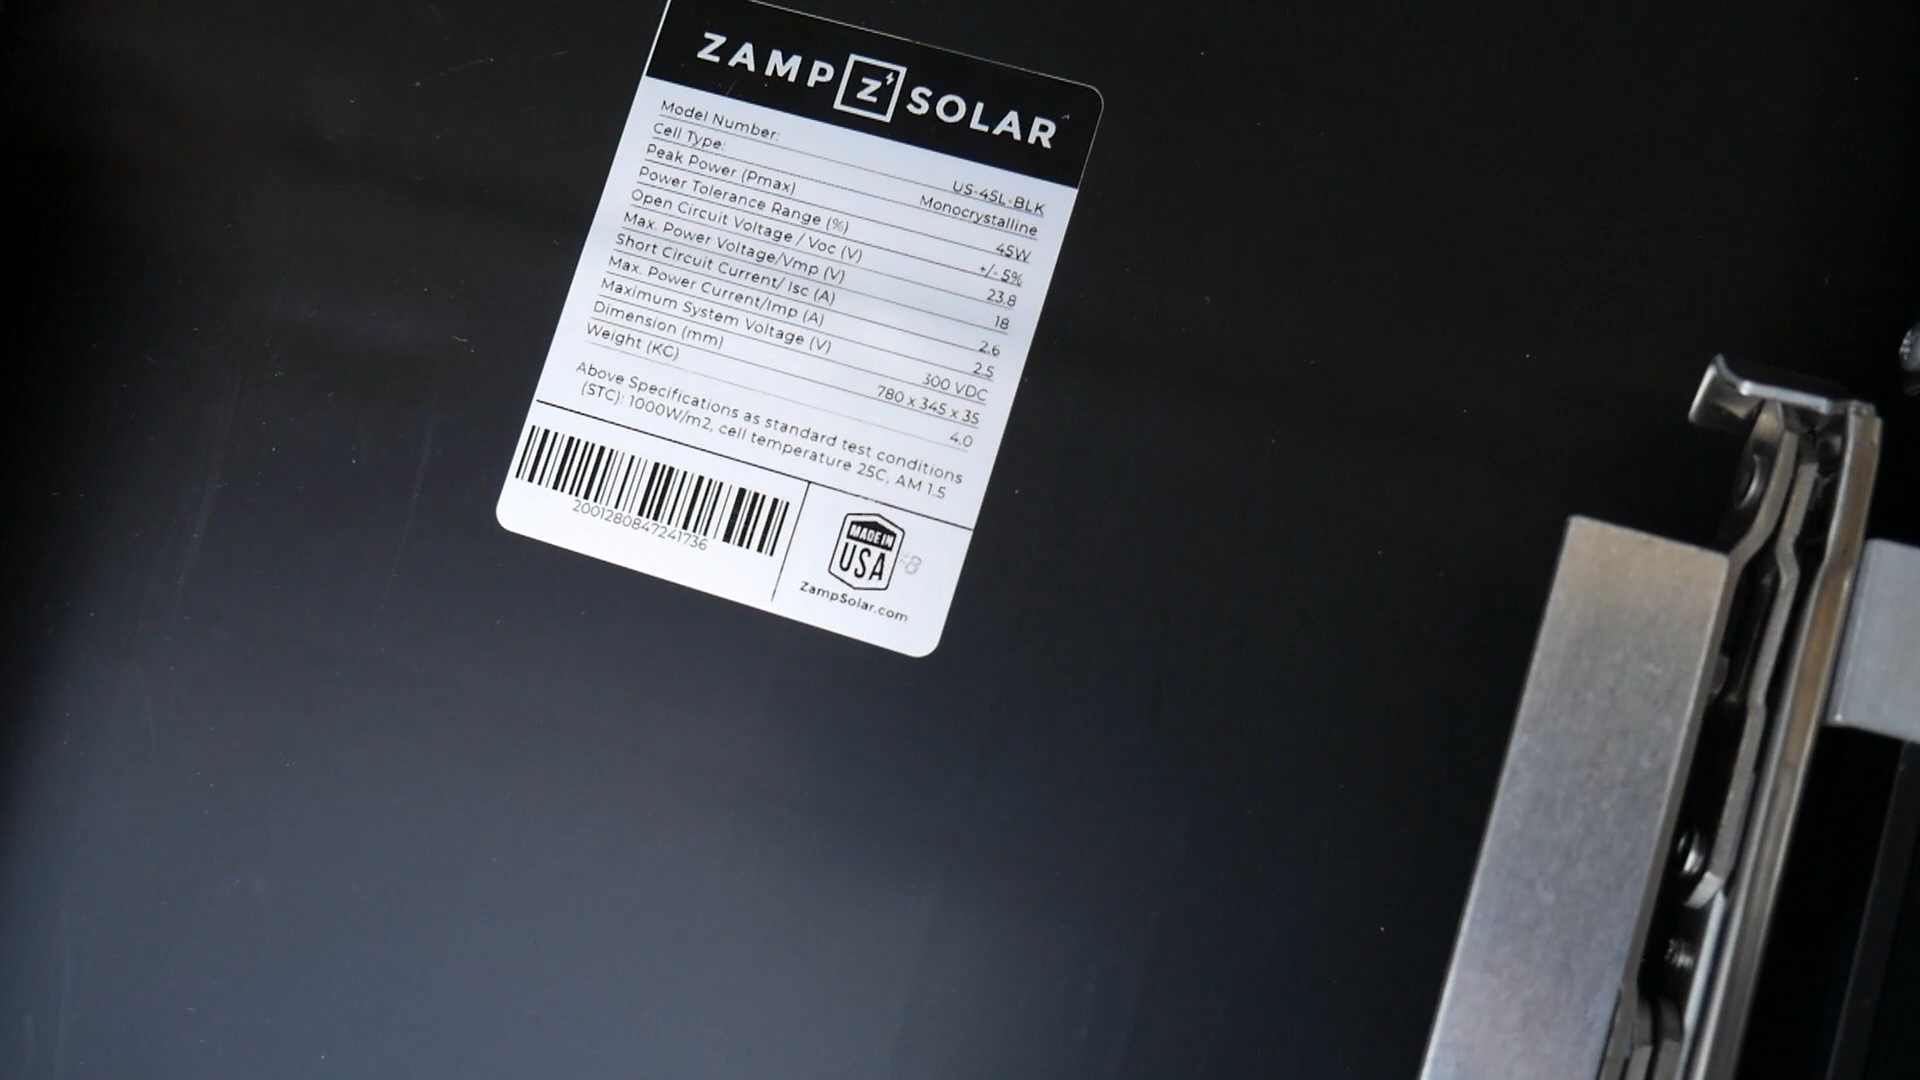 ZAMP Z SOLAR
Model Number: US-45L-BLK
Cell Type: Monocrystalline
Peak Power (Pmax) 45W
Power Tolerance Range (%) +/- 5%
Open Circuit Voltage / Voc (V) 23.8
Max. Power Voltage/Vmp (V) 18
Short Circuit Current/ Isc (A) 2.6
Max. Power Current/Imp (A) 2.5
Maximum System Voltage (V) 300 VDC
Dimension (mm) 780 x 345 x 35
Weight (KC) 4.0
Above Specifications as standard test conditions
(STC): 1000W/m2, cell temperature 25C, AM 1.5
2001280847241736
MADE IN
USA
ZampSolar.com